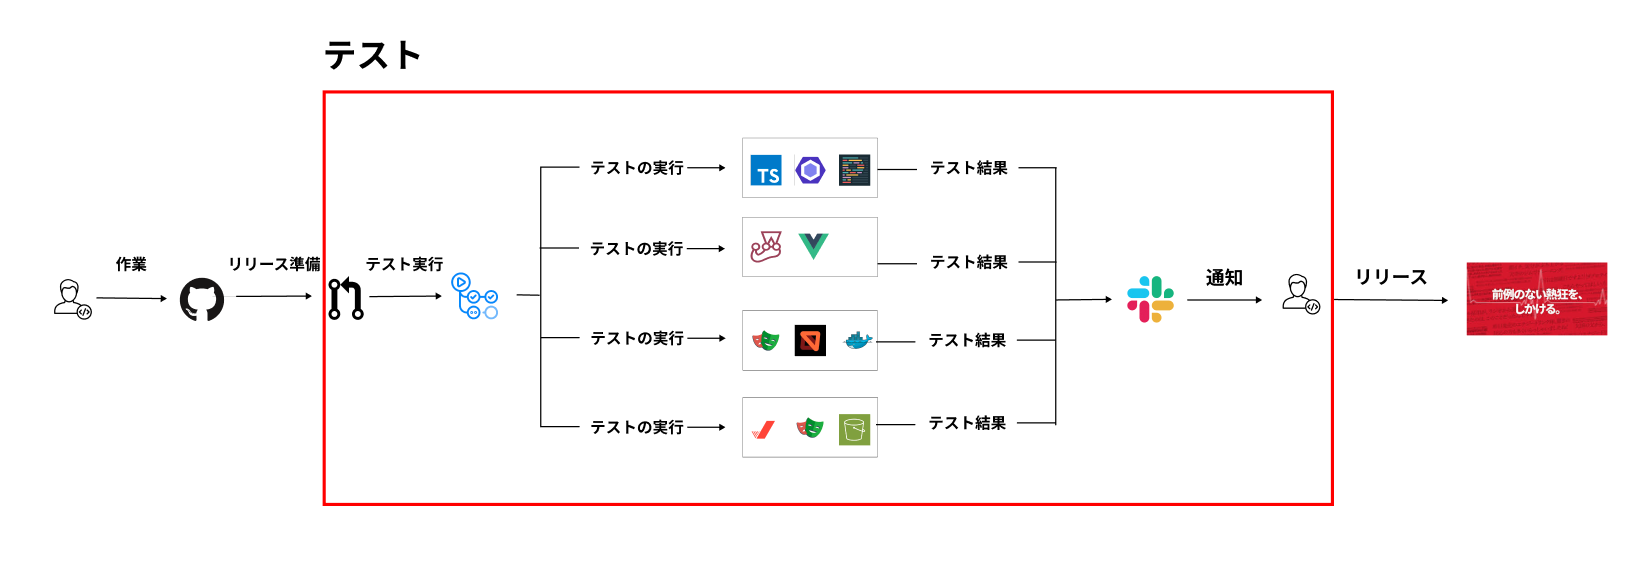 テスト
作業
リリース準備
テスト実行
テストの実行
TS
テスト結果
テストの実行
テスト結果
テストの実行
テスト結果
テストの実行
テスト結果
通知
リリース
前例のない熱狂を、
しかける。